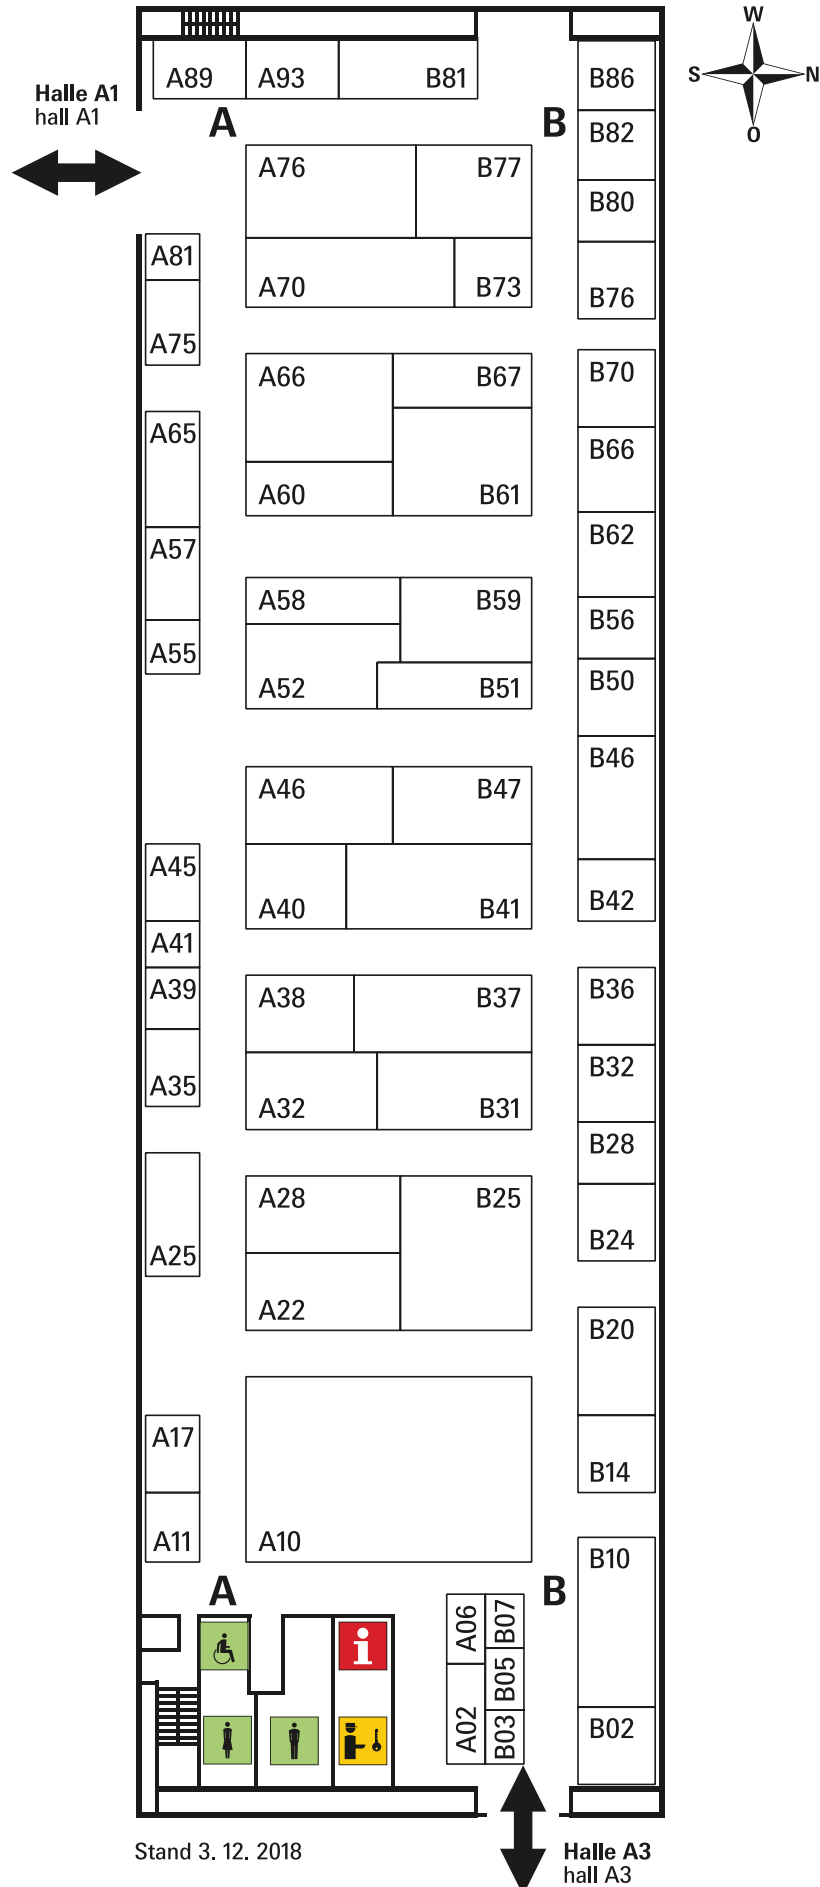 W
S N
O
Halle A1
hall A1
A89 A93 B81 B86
A B
B82
A76 B77
B80
A81
A70 B73 B76
A75
A66 B67 B70
A65
B66
A60 B61
B62
A57
A58 B59
B56
A55
A52 B51 B50
B46
A46 B47
A45
A40 B41 B42
A41
A39 A38 B37 B36
A35 A32 B31 B32
B28
A28 B25
A25 B24
A22
B20
A17
B14
A11 A10
B10
A B
A06 B07
B05
A02 B03
B02
i
Stand 3. 12. 2018
Halle A3
hall A3